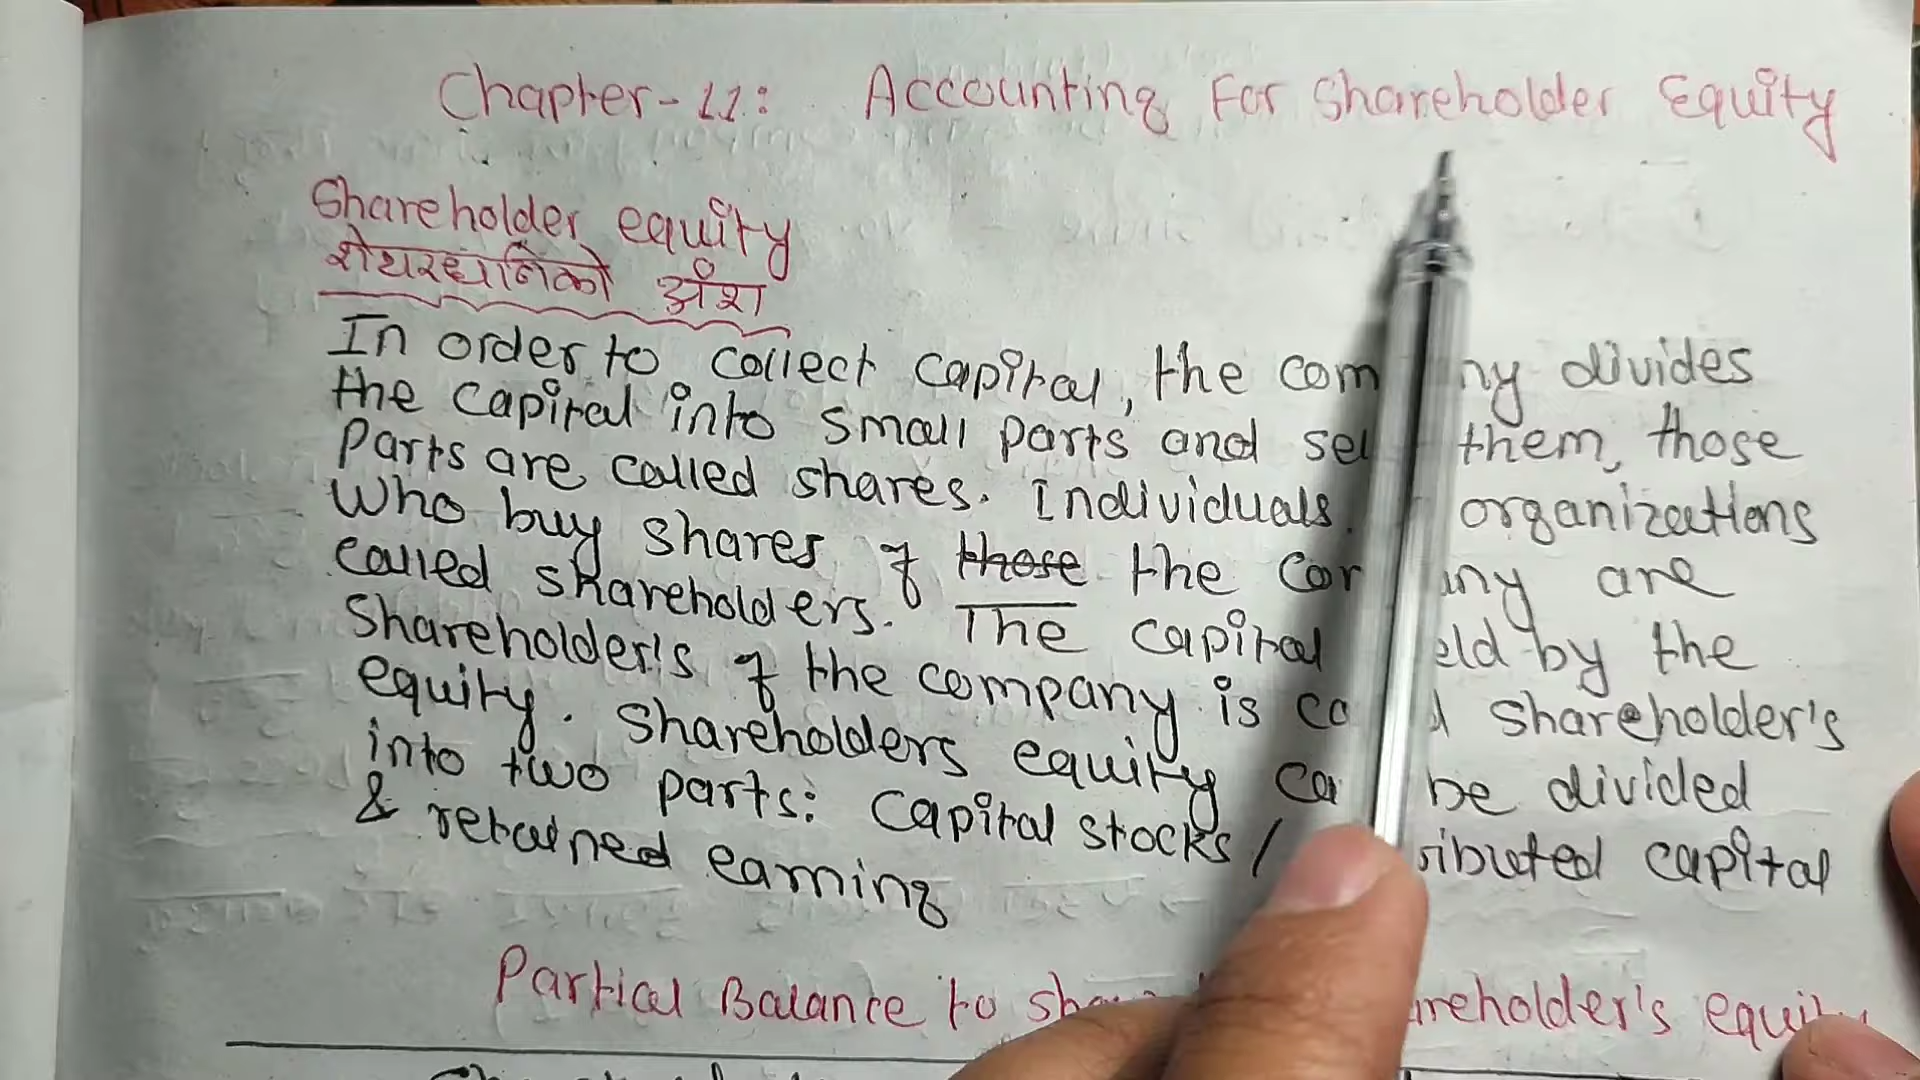 Chapter-11: Accounting For Shareholder Equity
Shareholder equity
शेयरधनिको अंश
In order to collect capital, the com ny divides
the capital into small parts and sel them, those
parts are called shares. Individuals. organizations
who buy shares of those the com any are
called shareholders. The capital eld by the
Shareholder's of the company is ca d shareholder's
equity. Shareholders equity ca be divided
into two parts: capital stocks / ributed capital
& retained earning
Partial Balance to sh reholder's equity